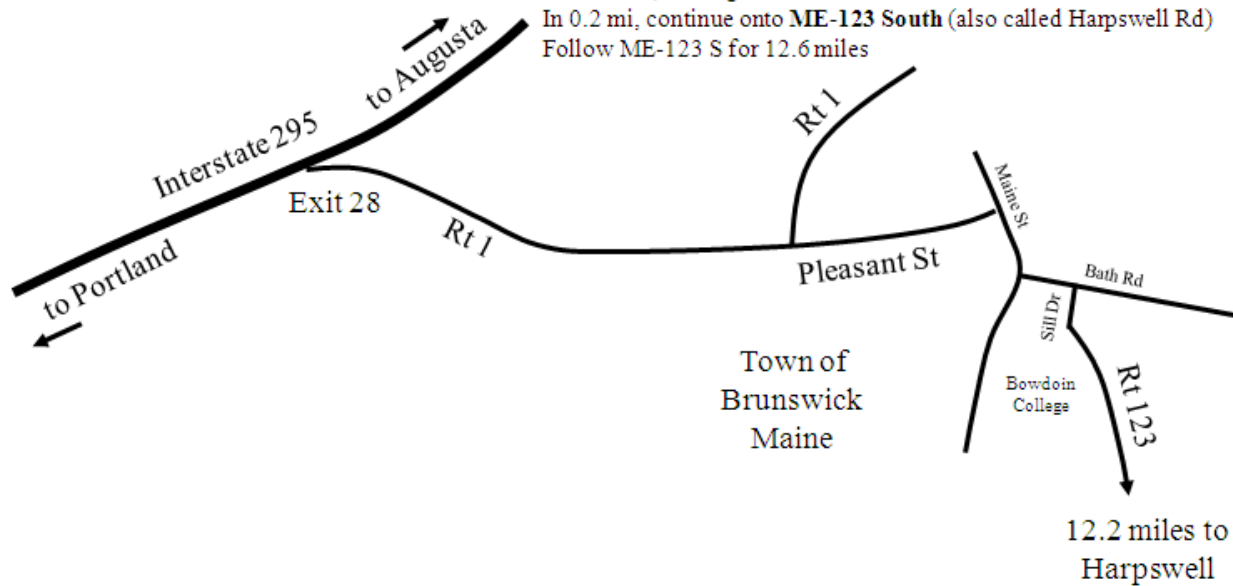 In 0.2 mi, continue onto ME-123 South (also called Harpswell Rd)
Follow ME-123 S for 12.6 miles
to Augusta
Interstate 295
Rt 1
Exit 28
Rt 1
Maine St
to Portland
Pleasant St
Bath Rd
Sill Dr
Town of
Brunswick
Maine
Bowdoin
College
Rt 123
12.2 miles to
Harpswell